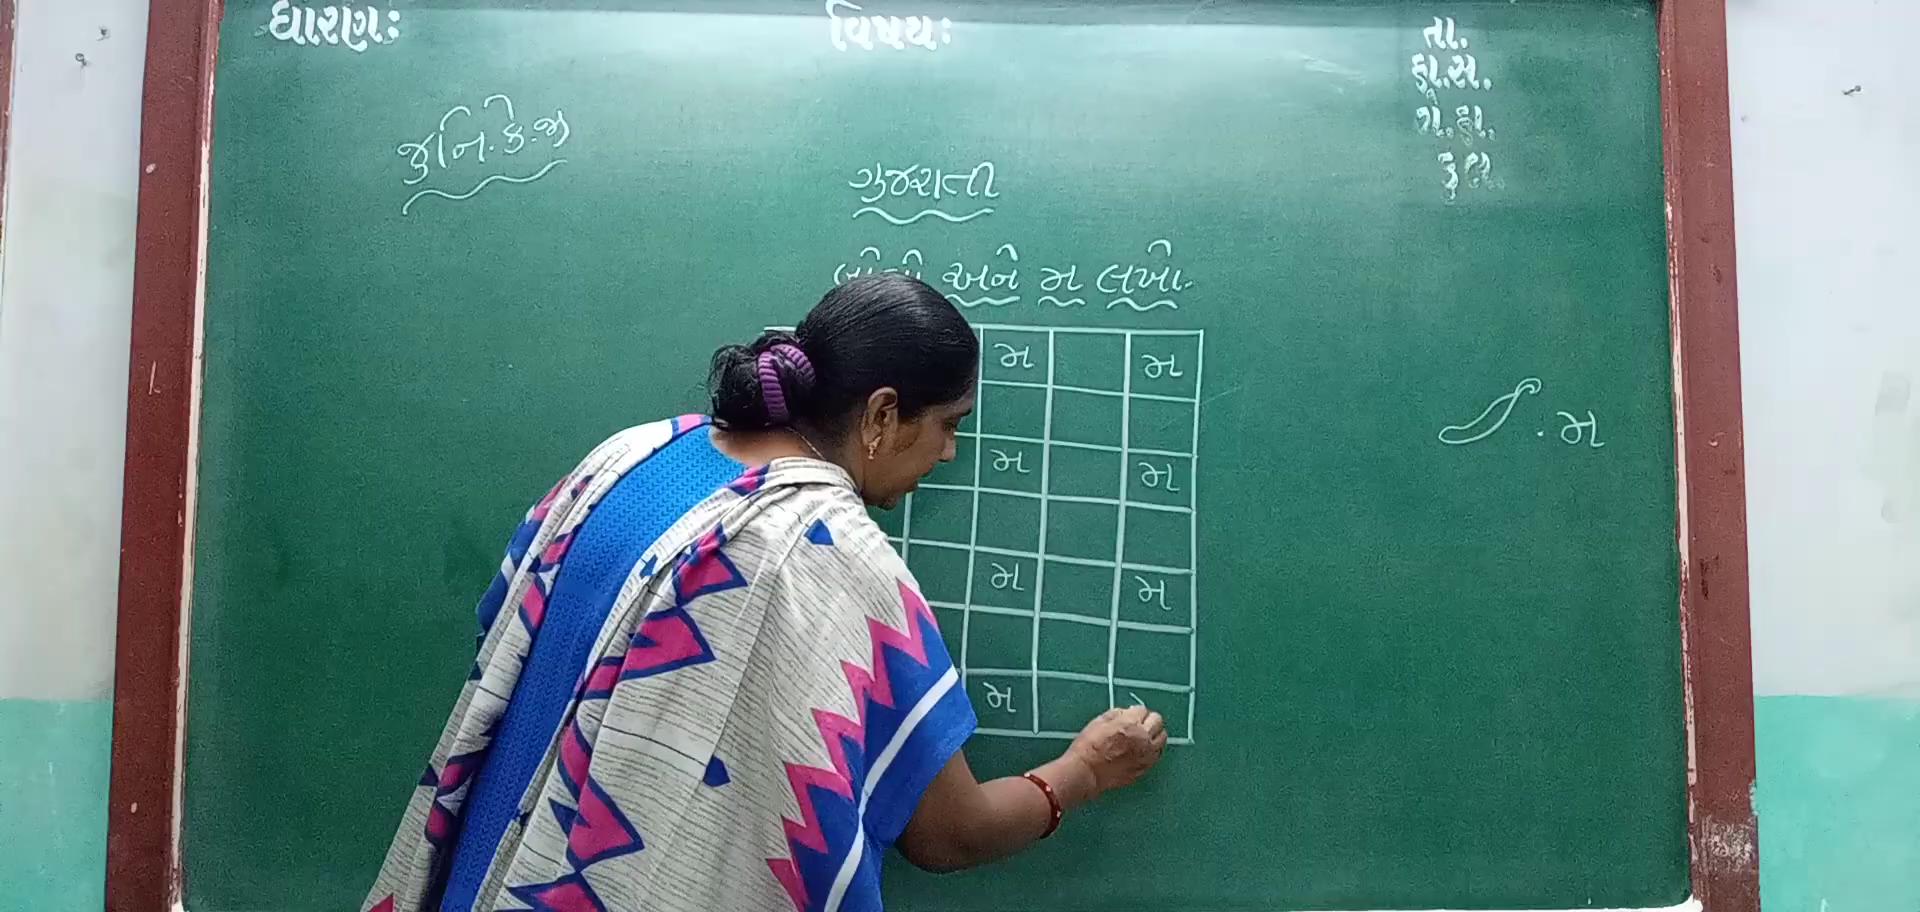 ધોરણઃ
વિષયઃ
તા.
હા.સ.
ગે.હા.
કુલ.
જુનિ.કે.જી
ગુજરાતી
બોલો અને મ લખો.
મ મ
મ મ
મ મ
મ
. મ